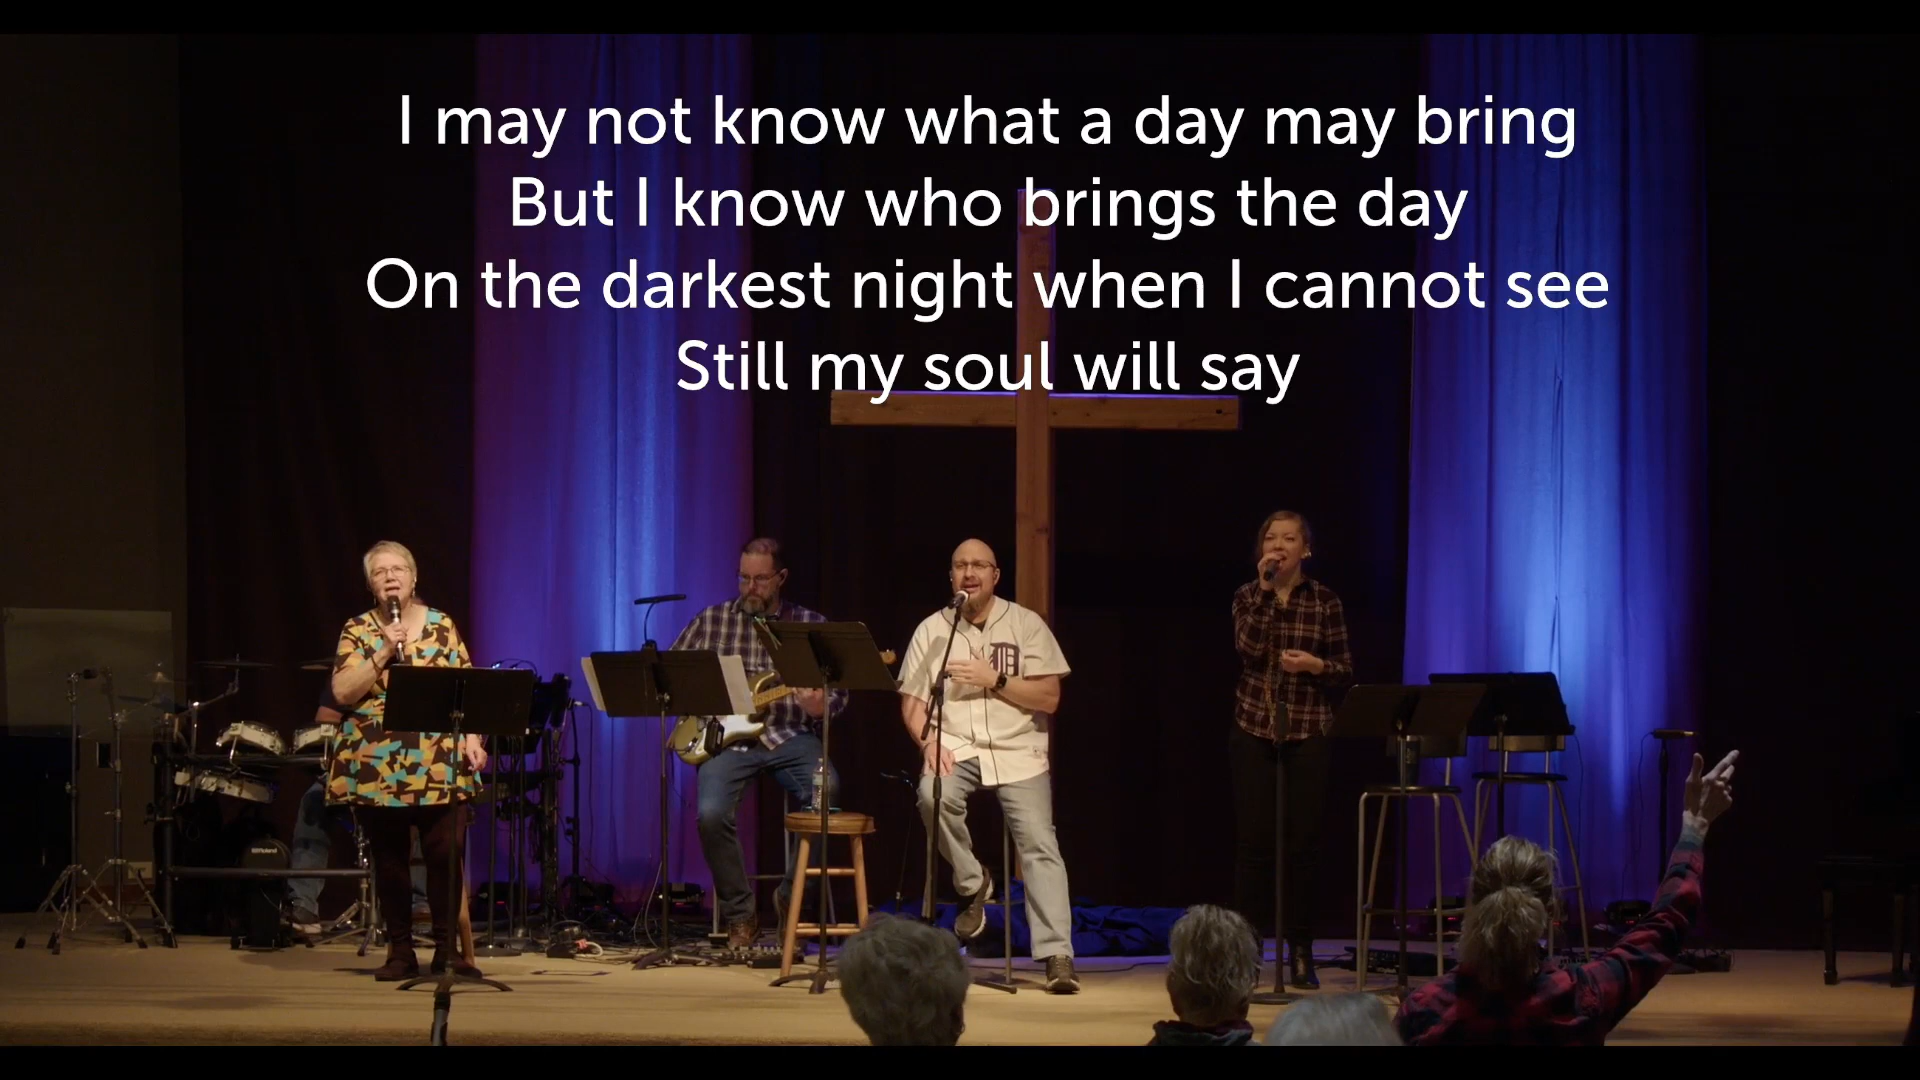 I may not know what a day may bring
But I know who brings the day
On the darkest night when I cannot see
Still my soul will say
D
Roland